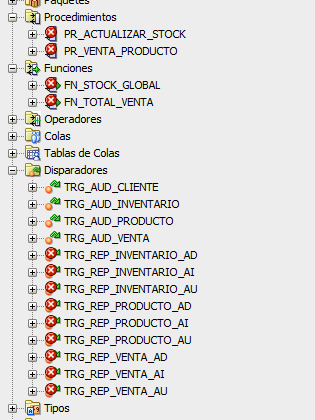 Paquetes
Procedimientos
PR_ACTUALIZAR_STOCK
PR_VENTA_PRODUCTO
Funciones
FN_STOCK_GLOBAL
FN_TOTAL_VENTA
Operadores
Colas
Tablas de Colas
Disparadores
TRG_AUD_CLIENTE
TRG_AUD_INVENTARIO
TRG_AUD_PRODUCTO
TRG_AUD_VENTA
TRG_REP_INVENTARIO_AD
TRG_REP_INVENTARIO_AI
TRG_REP_INVENTARIO_AU
TRG_REP_PRODUCTO_AD
TRG_REP_PRODUCTO_AI
TRG_REP_PRODUCTO_AU
TRG_REP_VENTA_AD
TRG_REP_VENTA_AI
TRG_REP_VENTA_AU
Tipos